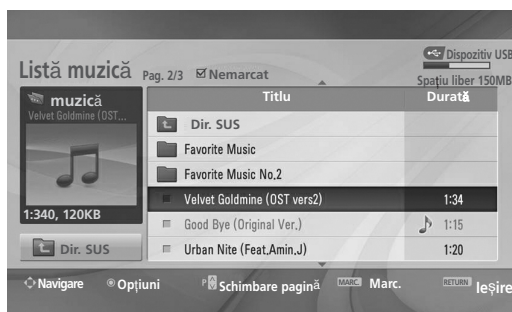 Dispozitiv USB
Listă muzică Pag. 2/3 Nemarcat
Spaţiu liber 150MB
muzică
Velvet Goldmine (OST...
Titlu Durată
Dir. SUS
Favorite Music
Favorite Music No.2
Velvet Goldmine (OST vers2) 1:34
Good Bye (Original Ver.) 1:15
Urban Nite (Feat.Amin.J) 1:20
1:340, 120KB
Dir. SUS
Navigare Opţiuni P Schimbare pagină MARC Marc. RETURN Ieşire